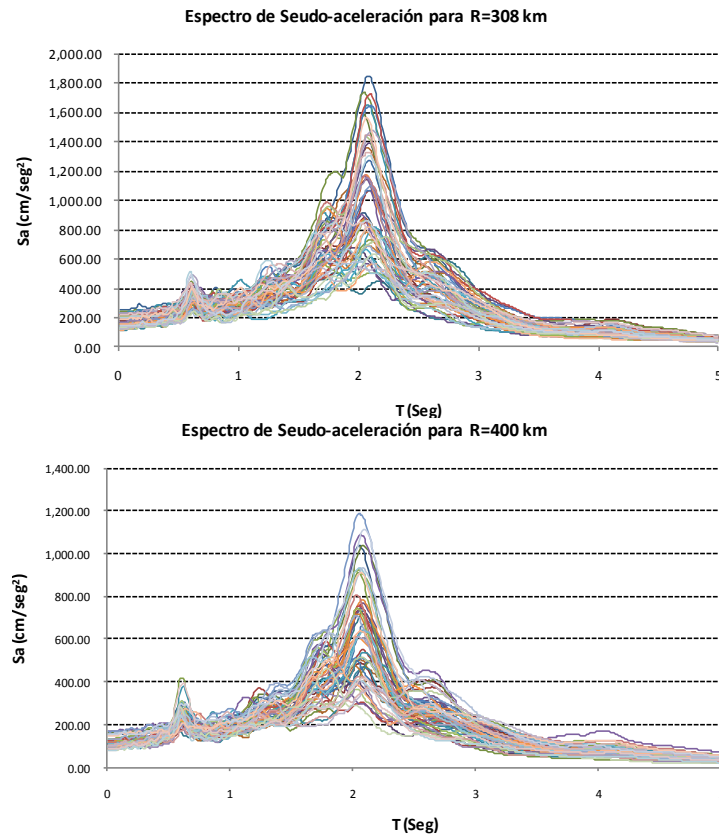 Espectro de Seudo-aceleración para R=308 km
2,000.00
1,800.00
1,600.00
1,400.00
1,200.00
1,000.00
800.00
600.00
400.00
200.00
0.00
Sa (cm/seg²)
0 1 2 3 4 5
T (Seg)
Espectro de Seudo-aceleración para R=400 km
1,400.00
1,200.00
1,000.00
800.00
600.00
400.00
200.00
0.00
Sa (cm/seg²)
0 1 2 3 4
T (Seg)